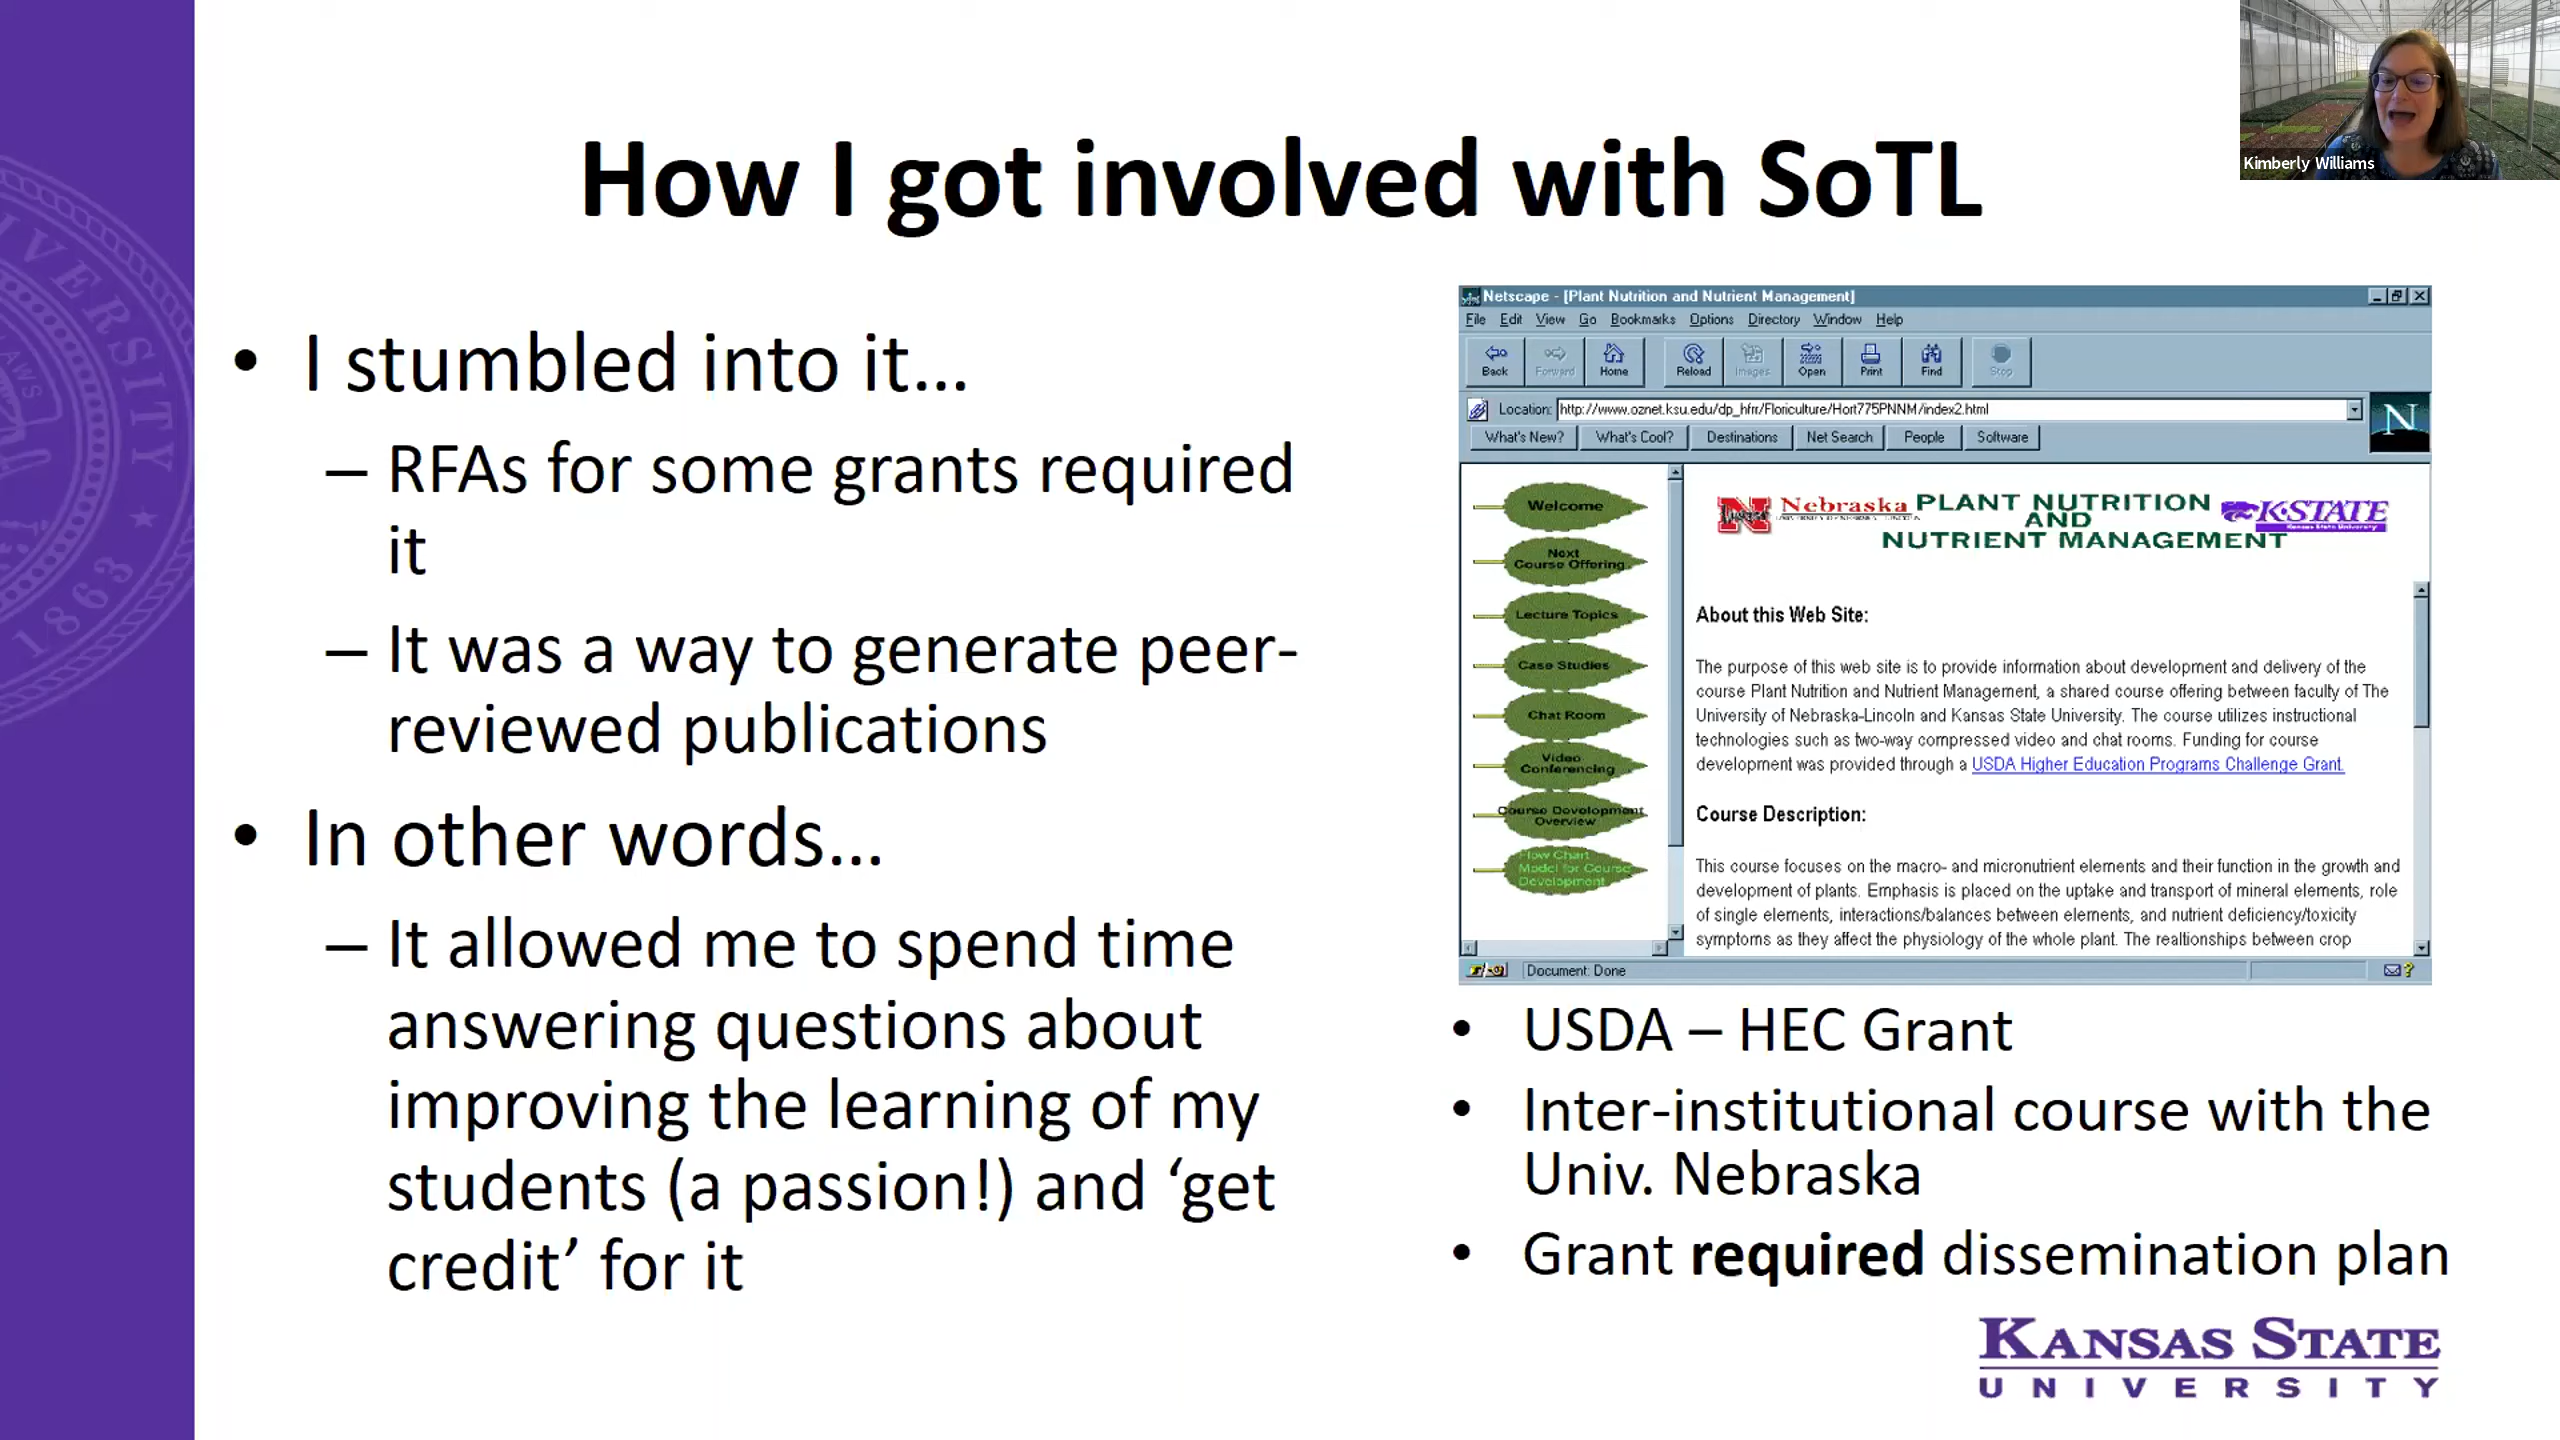 How I got involved with SoTL
Kimberly Williams
• I stumbled into it...
– RFAs for some grants required
it
– It was a way to generate peer-
reviewed publications
• In other words...
– It allowed me to spend time
answering questions about
improving the learning of my
students (a passion!) and ‘get
credit’ for it
Netscape - [Plant Nutrition and Nutrient Management]
File Edit View Go Bookmarks Options Directory Window Help
Back Forward Home Reload Images Open Print Find Stop
Location: http://www.oznet.ksu.edu/dp_hfrr/Floriculture/Hort775PNNM/index2.html
N
What's New? What's Cool? Destinations Net Search People Software
Welcome
Next
Course Offering
Lecture Topics
Case Studies
Chat Room
Video
Conferencing
Course Development
Overview
Flow Chart
Model for Course
Development
N Nebraska PLANT NUTRITION K-STATE
AND
Kansas State University
NUTRIENT MANAGEMENT
About this Web Site:
The purpose of this web site is to provide information about development and delivery of the
course Plant Nutrition and Nutrient Management, a shared course offering between faculty of The
University of Nebraska-Lincoln and Kansas State University. The course utilizes instructional
technologies such as two-way compressed video and chat rooms. Funding for course
development was provided through a USDA Higher Education Programs Challenge Grant.
Course Description:
This course focuses on the macro- and micronutrient elements and their function in the growth and
development of plants. Emphasis is placed on the uptake and transport of mineral elements, role
of single elements, interactions/balances between elements, and nutrient deficiency/toxicity
symptoms as they affect the physiology of the whole plant. The realtionships between crop
Document: Done
• USDA – HEC Grant
• Inter-institutional course with the
Univ. Nebraska
• Grant required dissemination plan
KANSAS STATE
UNIVERSITY
IVERSITY
LAWS
1863